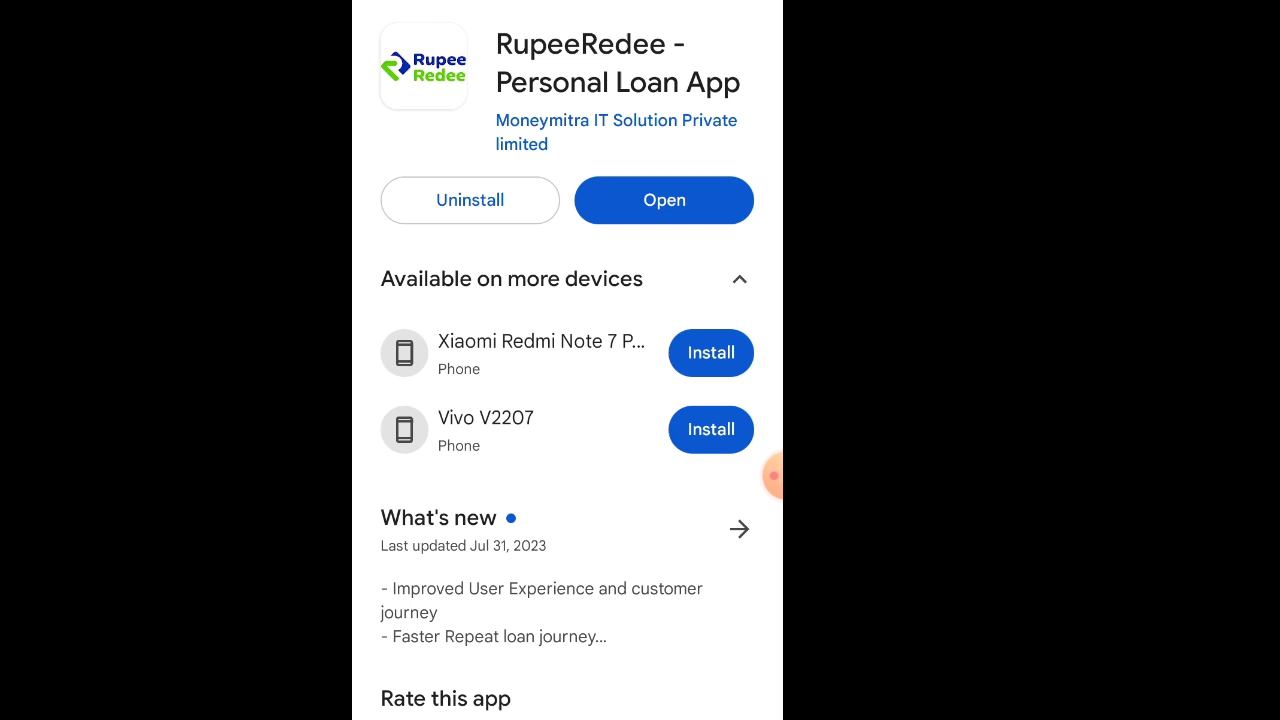 Rupee
Redee
RupeeRedee -
Personal Loan App
Moneymitra IT Solution Private
limited
Uninstall
Open
Available on more devices
Xiaomi Redmi Note 7 P...
Phone
Install
Vivo V2207
Phone
Install
What's new
Last updated Jul 31, 2023
- Improved User Experience and customer
journey
- Faster Repeat loan journey...
Rate this app